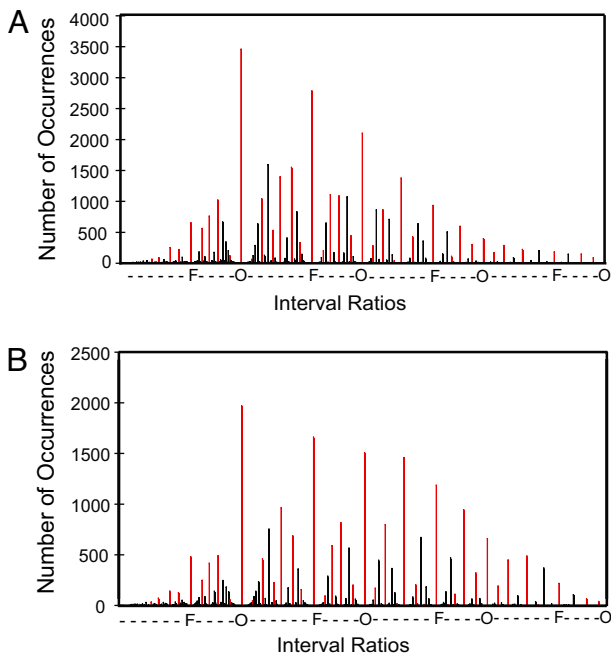 A
Number of Occurrences
4000
3500
3000
2500
2000
1500
1000
500
0
- - - - - - - F- - - - -O- - - - - - - F- - - - -O- - - - - - - F- - - - -O- - - - - - - F- - - - -O
Interval Ratios
B
Number of Occurrences
2500
2000
1500
1000
500
0
- - - - - - - F- - - - -O- - - - - - - F- - - - -O- - - - - - - F- - - - -O- - - - - - - F- - - - -O
Interval Ratios